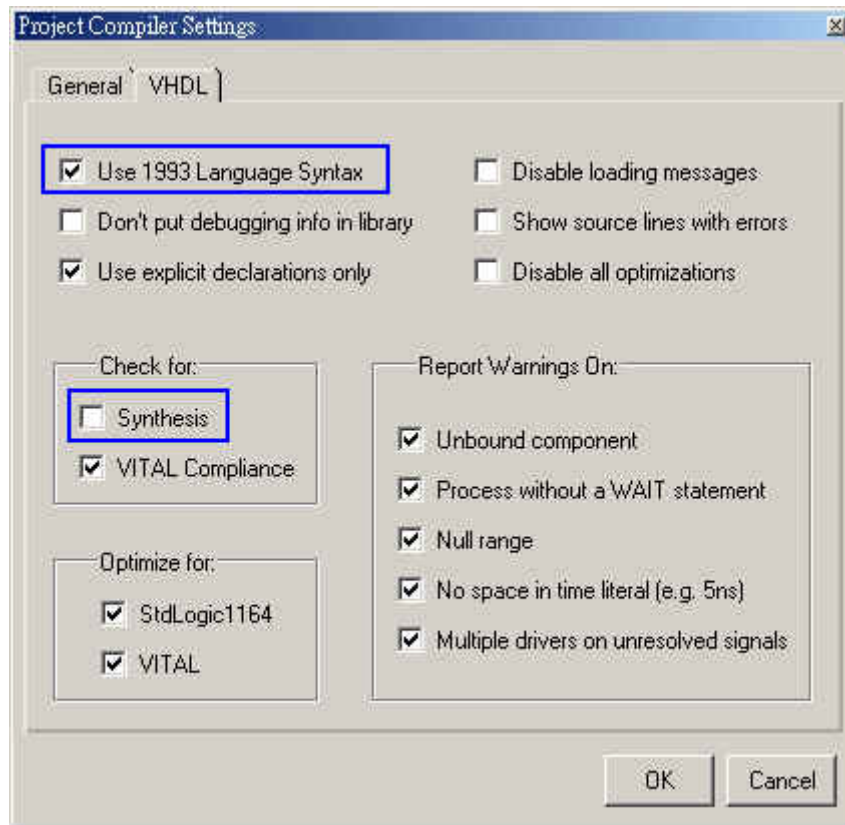 Project Compiler Settings
General VHDL
Use 1993 Language Syntax
Don't put debugging info in library
Use explicit declarations only
Disable loading messages
Show source lines with errors
Disable all optimizations
Check for:
Synthesis
VITAL Compliance
Optimize for:
StdLogic1164
VITAL
Report Warnings On:
Unbound component
Process without a WAIT statement
Null range
No space in time literal (e.g. 5ns)
Multiple drivers on unresolved signals
OK Cancel